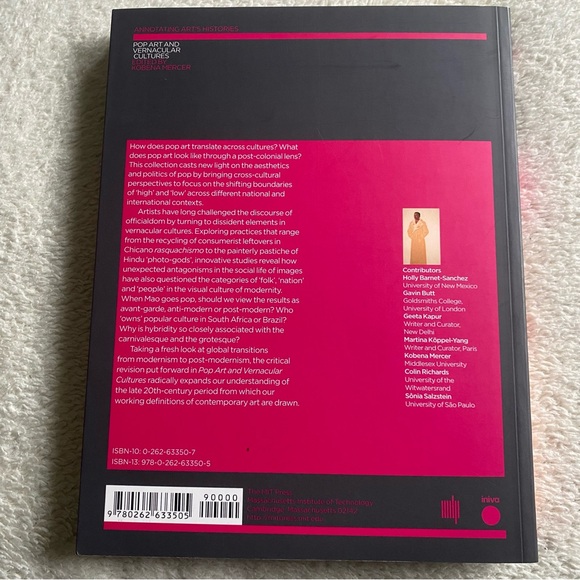 ANNOTATING ART'S HISTORIES
POP ART AND
VERNACULAR
CULTURES
EDITED BY
KOBENA MERCER
How does pop art translate across cultures? What
does pop art look like through a post-colonial lens?
This collection casts new light on the aesthetics
and politics of pop by bringing cross-cultural
perspectives to focus on the shifting boundaries
of 'high' and 'low' across different national and
international contexts.
Artists have long challenged the discourse of
officialdom by turning to dissident elements in
vernacular cultures. Exploring practices that range
from the recycling of consumerist leftovers in
Chicano rasquachismo to the painterly pastiche of
Hindu 'photo-gods', innovative studies reveal how
unexpected antagonisms in the social life of images
have also questioned the categories of 'folk', 'nation'
and 'people' in the visual culture of modernity.
When Mao goes pop, should we view the results as
avant-garde, anti-modern or post-modern? Who
'owns' popular culture in South Africa or Brazil?
Why is hybridity so closely associated with the
carnivalesque and the grotesque?
Taking a fresh look at global transitions
from modernism to post-modernism, the critical
revision put forward in Pop Art and Vernacular
Cultures radically expands our understanding of
the late 20th-century period from which our
working definitions of contemporary art are drawn.
Contributors
Holly Barnet-Sanchez
University of New Mexico
Gavin Butt
Goldsmiths College,
University of London
Geeta Kapur
Writer and Curator,
New Delhi
Martina Köppel-Yang
Writer and Curator, Paris
Kobena Mercer
Middlesex University
Colin Richards
University of the
Witwatersrand
Sônia Salzstein
University of São Paulo
ISBN-10: 0-262-63350-7
ISBN-13: 978-0-262-63350-5
90000
9 780262 633505
The MIT Press
Massachusetts Institute of Technology
Cambridge, Massachusetts 02142
iniva